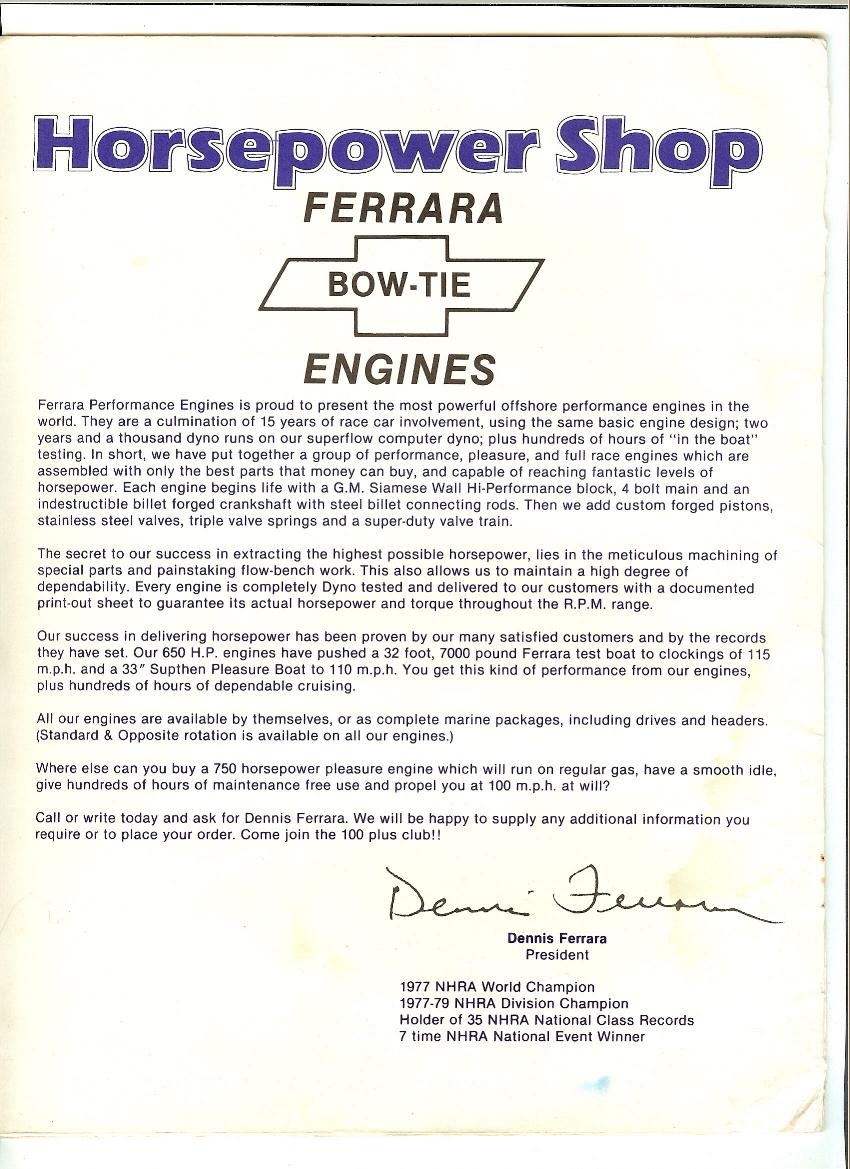 Horsepower Shop
FERRARA
BOW-TIE
ENGINES
Ferrara Performance Engines is proud to present the most powerful offshore performance engines in the
world. They are a culmination of 15 years of race car involvement, using the same basic engine design; two
years and a thousand dyno runs on our superflow computer dyno; plus hundreds of hours of “in the boat”
testing. In short, we have put together a group of performance, pleasure, and full race engines which are
assembled with only the best parts that money can buy, and capable of reaching fantastic levels of
horsepower. Each engine begins life with a G.M. Siamese Wall Hi-Performance block, 4 bolt main and an
indestructible billet forged crankshaft with steel billet connecting rods. Then we add custom forged pistons,
stainless steel valves, triple valve springs and a super-duty valve train.
The secret to our success in extracting the highest possible horsepower, lies in the meticulous machining of
special parts and painstaking flow-bench work. This also allows us to maintain a high degree of
dependability. Every engine is completely Dyno tested and delivered to our customers with a documented
print-out sheet to guarantee its actual horsepower and torque throughout the R.P.M. range.
Our success in delivering horsepower has been proven by our many satisfied customers and by the records
they have set. Our 650 H.P. engines have pushed a 32 foot, 7000 pound Ferrara test boat to clockings of 115
m.p.h. and a 33″ Supthen Pleasure Boat to 110 m.p.h. You get this kind of performance from our engines,
plus hundreds of hours of dependable cruising.
All our engines are available by themselves, or as complete marine packages, including drives and headers.
(Standard & Opposite rotation is available on all our engines.)
Where else can you buy a 750 horsepower pleasure engine which will run on regular gas, have a smooth idle,
give hundreds of hours of maintenance free use and propel you at 100 m.p.h. at will?
Call or write today and ask for Dennis Ferrara. We will be happy to supply any additional information you
require or to place your order. Come join the 100 plus club!!
Dennis Ferrara
Dennis Ferrara
President
1977 NHRA World Champion
1977-79 NHRA Division Champion
Holder of 35 NHRA National Class Records
7 time NHRA National Event Winner